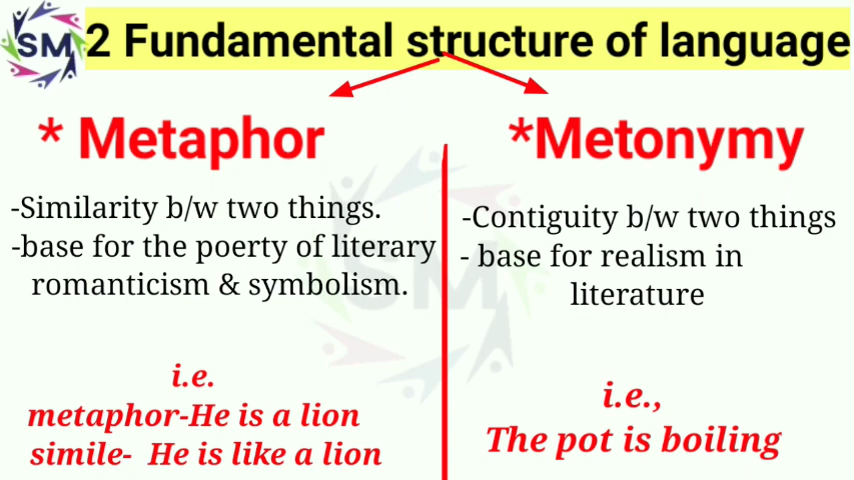 SM
2 Fundamental structure of language
* Metaphor
-Similarity b/w two things.
-base for the poerty of literary
romanticism & symbolism.
i.e.
metaphor-He is a lion
simile- He is like a lion
*Metonymy
-Contiguity b/w two things
- base for realism in
literature
i.e.,
The pot is boiling
SM